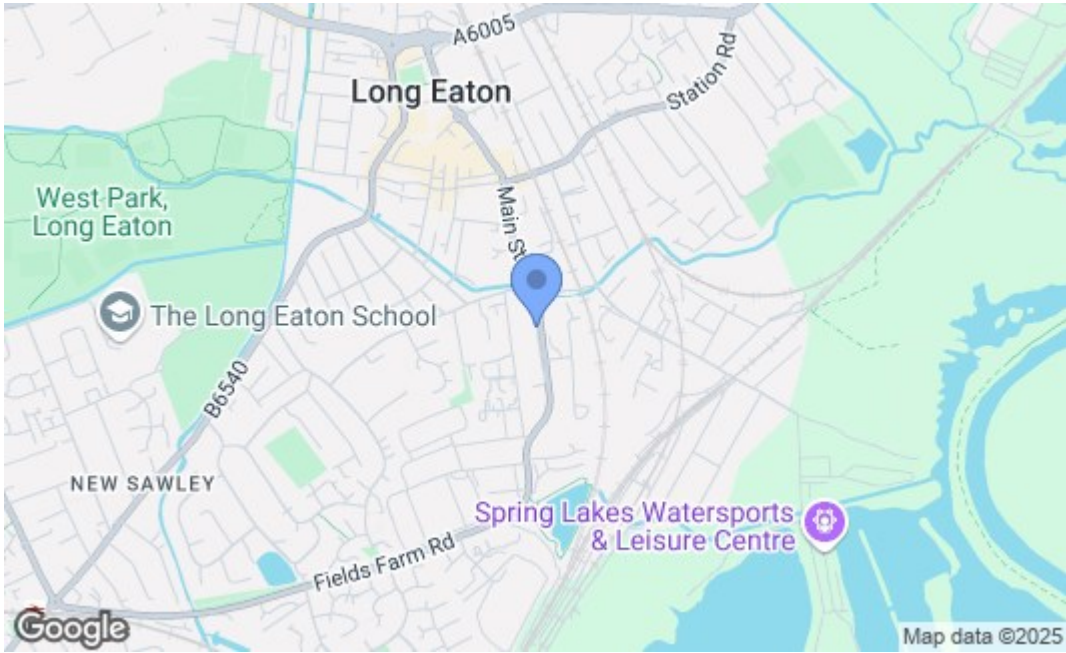 A6005
Long Eaton
Station Rd
West Park,
Long Eaton
Main St
The Long Eaton School
B6540
NEW SAWLEY
Spring Lakes Watersports
& Leisure Centre
Fields Farm Rd
Google
Map data ©2025